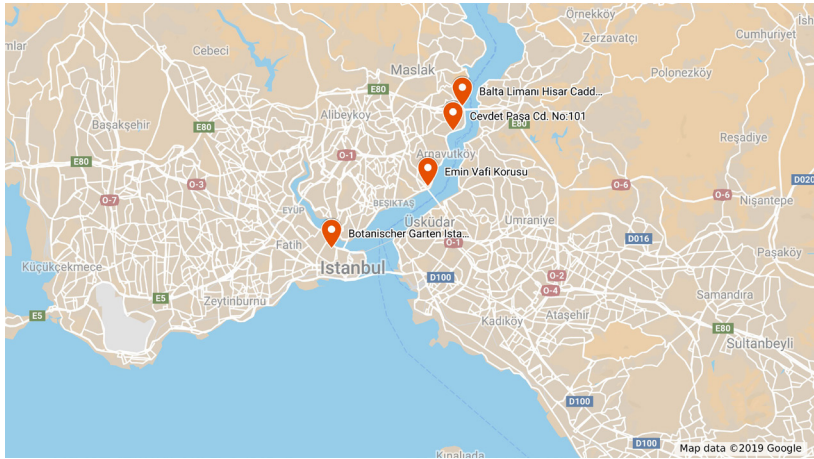 Örnekköy
Zerzavatçı
Cumhuriyet
Cebeci
Maslak
Polonezköy
E80
Balta Limanı Hisar Cadd...
Alibeyköy
Cevdet Paşa Cd. No:101
Başakşehir
E80
E80
Reşadiye
O-1
Arnavutköy
E80
Emin Vafi Korusu
D020
O-3
O-6
O-6
O-7
BEŞIKTAŞ
Nişantepe
EYÜP
Üsküdar
Umraniye
Botanischer Garten Ista...
D016
Fatih
O-1
Paşaköy
Küçükçekmece
Istanbul
D100
O-2
O-4
Samandıra
E5
Zeytinburnu
E5
Ataşehir
Kadıköy
E80
Sultanbeyli
D100
D100
Map data ©2019 Google